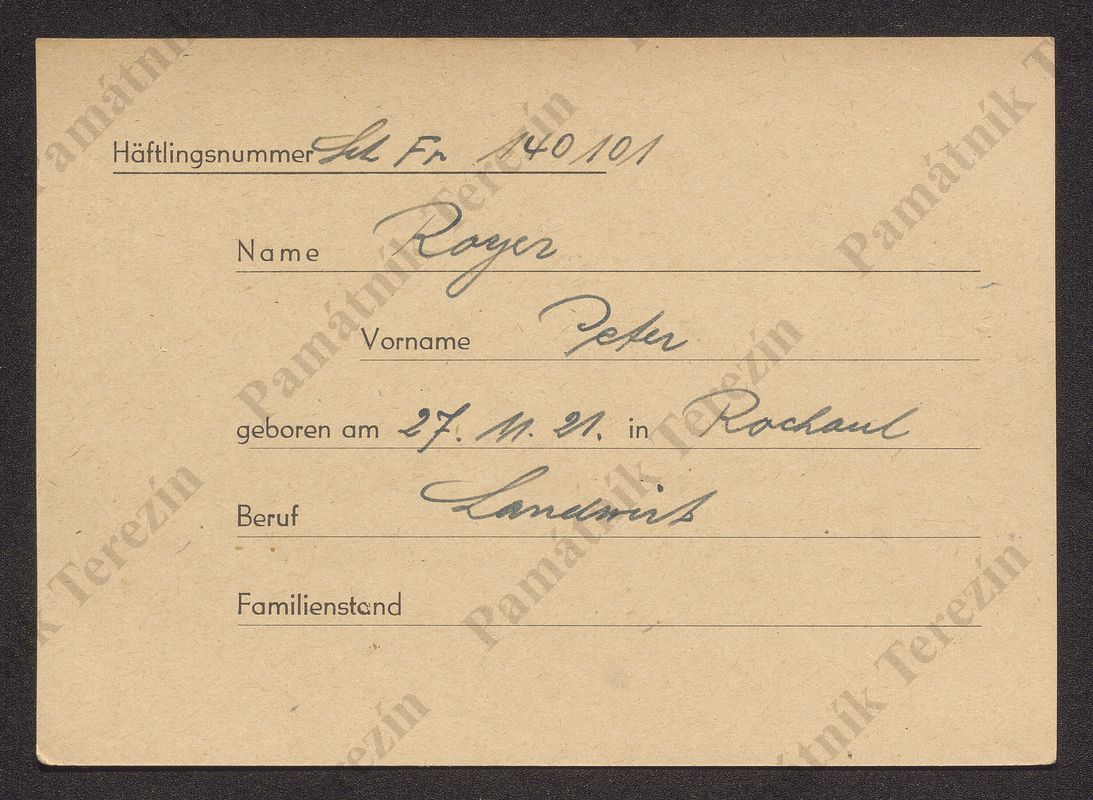 Häftlingsnummer Sch Fr 140101
Name Royer
Vorname Peter
geboren am 27. 11. 21. in Rochaul
Beruf Landwirt
Familienstand
Památník Terezín